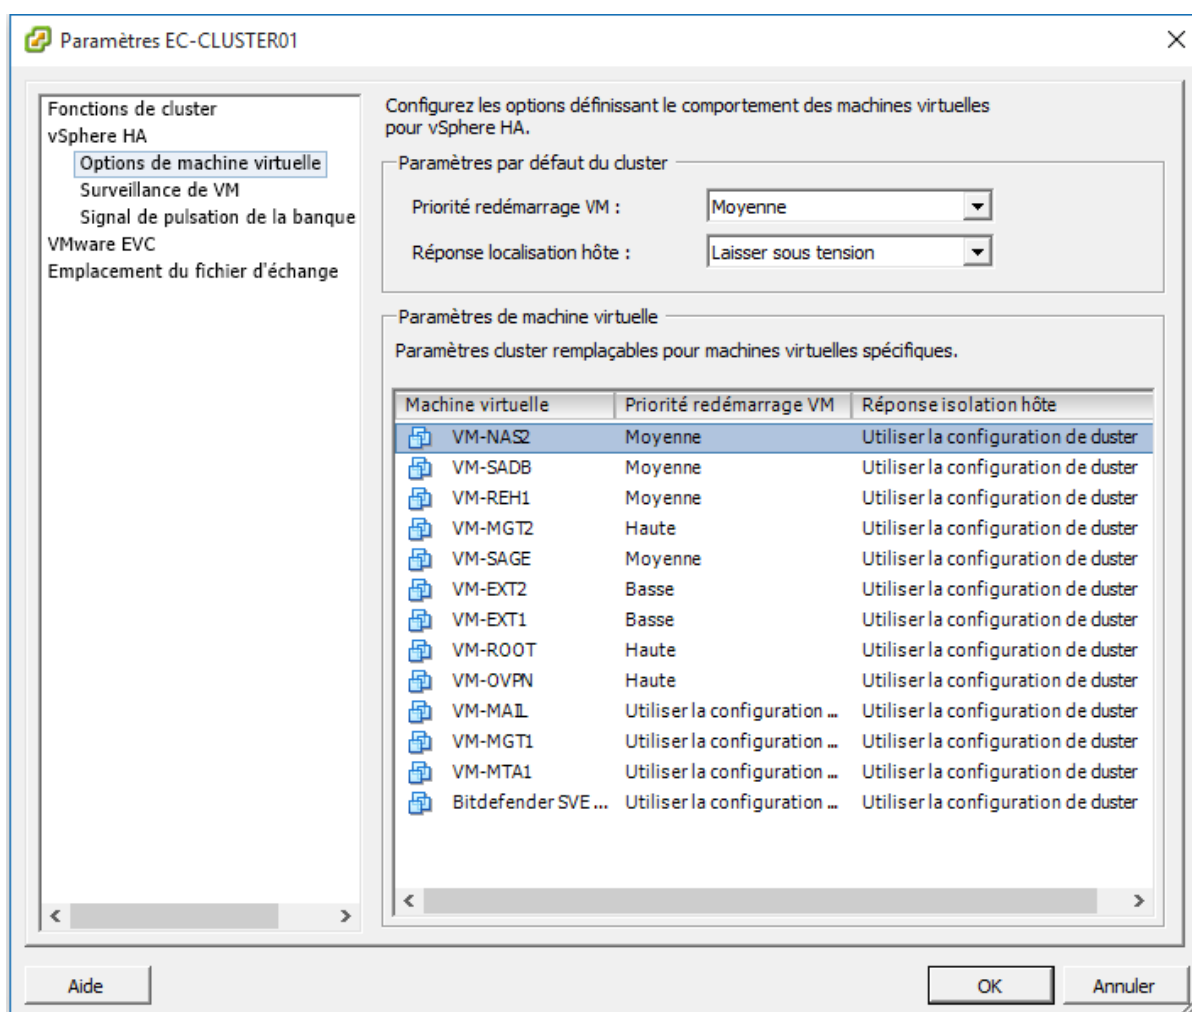 Paramètres EC-CLUSTER01
Fonctions de cluster
vSphere HA
Options de machine virtuelle
Surveillance de VM
Signal de pulsation de la banque
VMware EVC
Emplacement du fichier d'échange
Configurez les options définissant le comportement des machines virtuelles
pour vSphere HA.
Paramètres par défaut du cluster
Priorité redémarrage VM : Moyenne
Réponse localisation hôte : Laisser sous tension
Paramètres de machine virtuelle
Paramètres cluster remplaçables pour machines virtuelles spécifiques.
Machine virtuelle Priorité redémarrage VM Réponse isolation hôte
VM-NAS2 Moyenne Utiliser la configuration de cluster
VM-SADB Moyenne Utiliser la configuration de cluster
VM-REH1 Moyenne Utiliser la configuration de cluster
VM-MGT2 Haute Utiliser la configuration de cluster
VM-SAGE Moyenne Utiliser la configuration de cluster
VM-EXT2 Basse Utiliser la configuration de cluster
VM-EXT1 Basse Utiliser la configuration de cluster
VM-ROOT Haute Utiliser la configuration de cluster
VM-OVPN Haute Utiliser la configuration de cluster
VM-MAIL Utiliser la configuration ... Utiliser la configuration de cluster
VM-MGT1 Utiliser la configuration ... Utiliser la configuration de cluster
VM-MTA1 Utiliser la configuration ... Utiliser la configuration de cluster
Bitdefender SVE ... Utiliser la configuration ... Utiliser la configuration de cluster
Aide OK Annuler